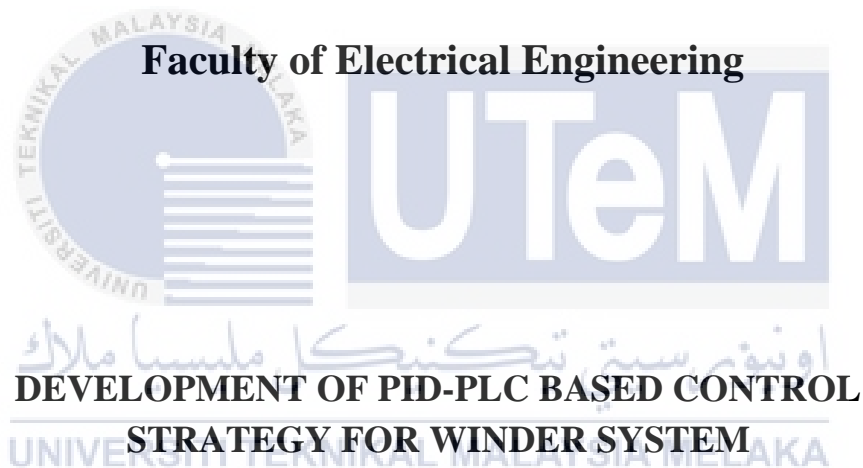 UNIVERSITI TEKNIKAL MALAYSIA MELAKA
Faculty of Electrical Engineering
UTeM
اونيۏرسيتي تيكنيكل مليسيا ملاك
DEVELOPMENT OF PID-PLC BASED CONTROL
STRATEGY FOR WINDER SYSTEM
UNIVERSITI TEKNIKAL MALAYSIA MELAKA